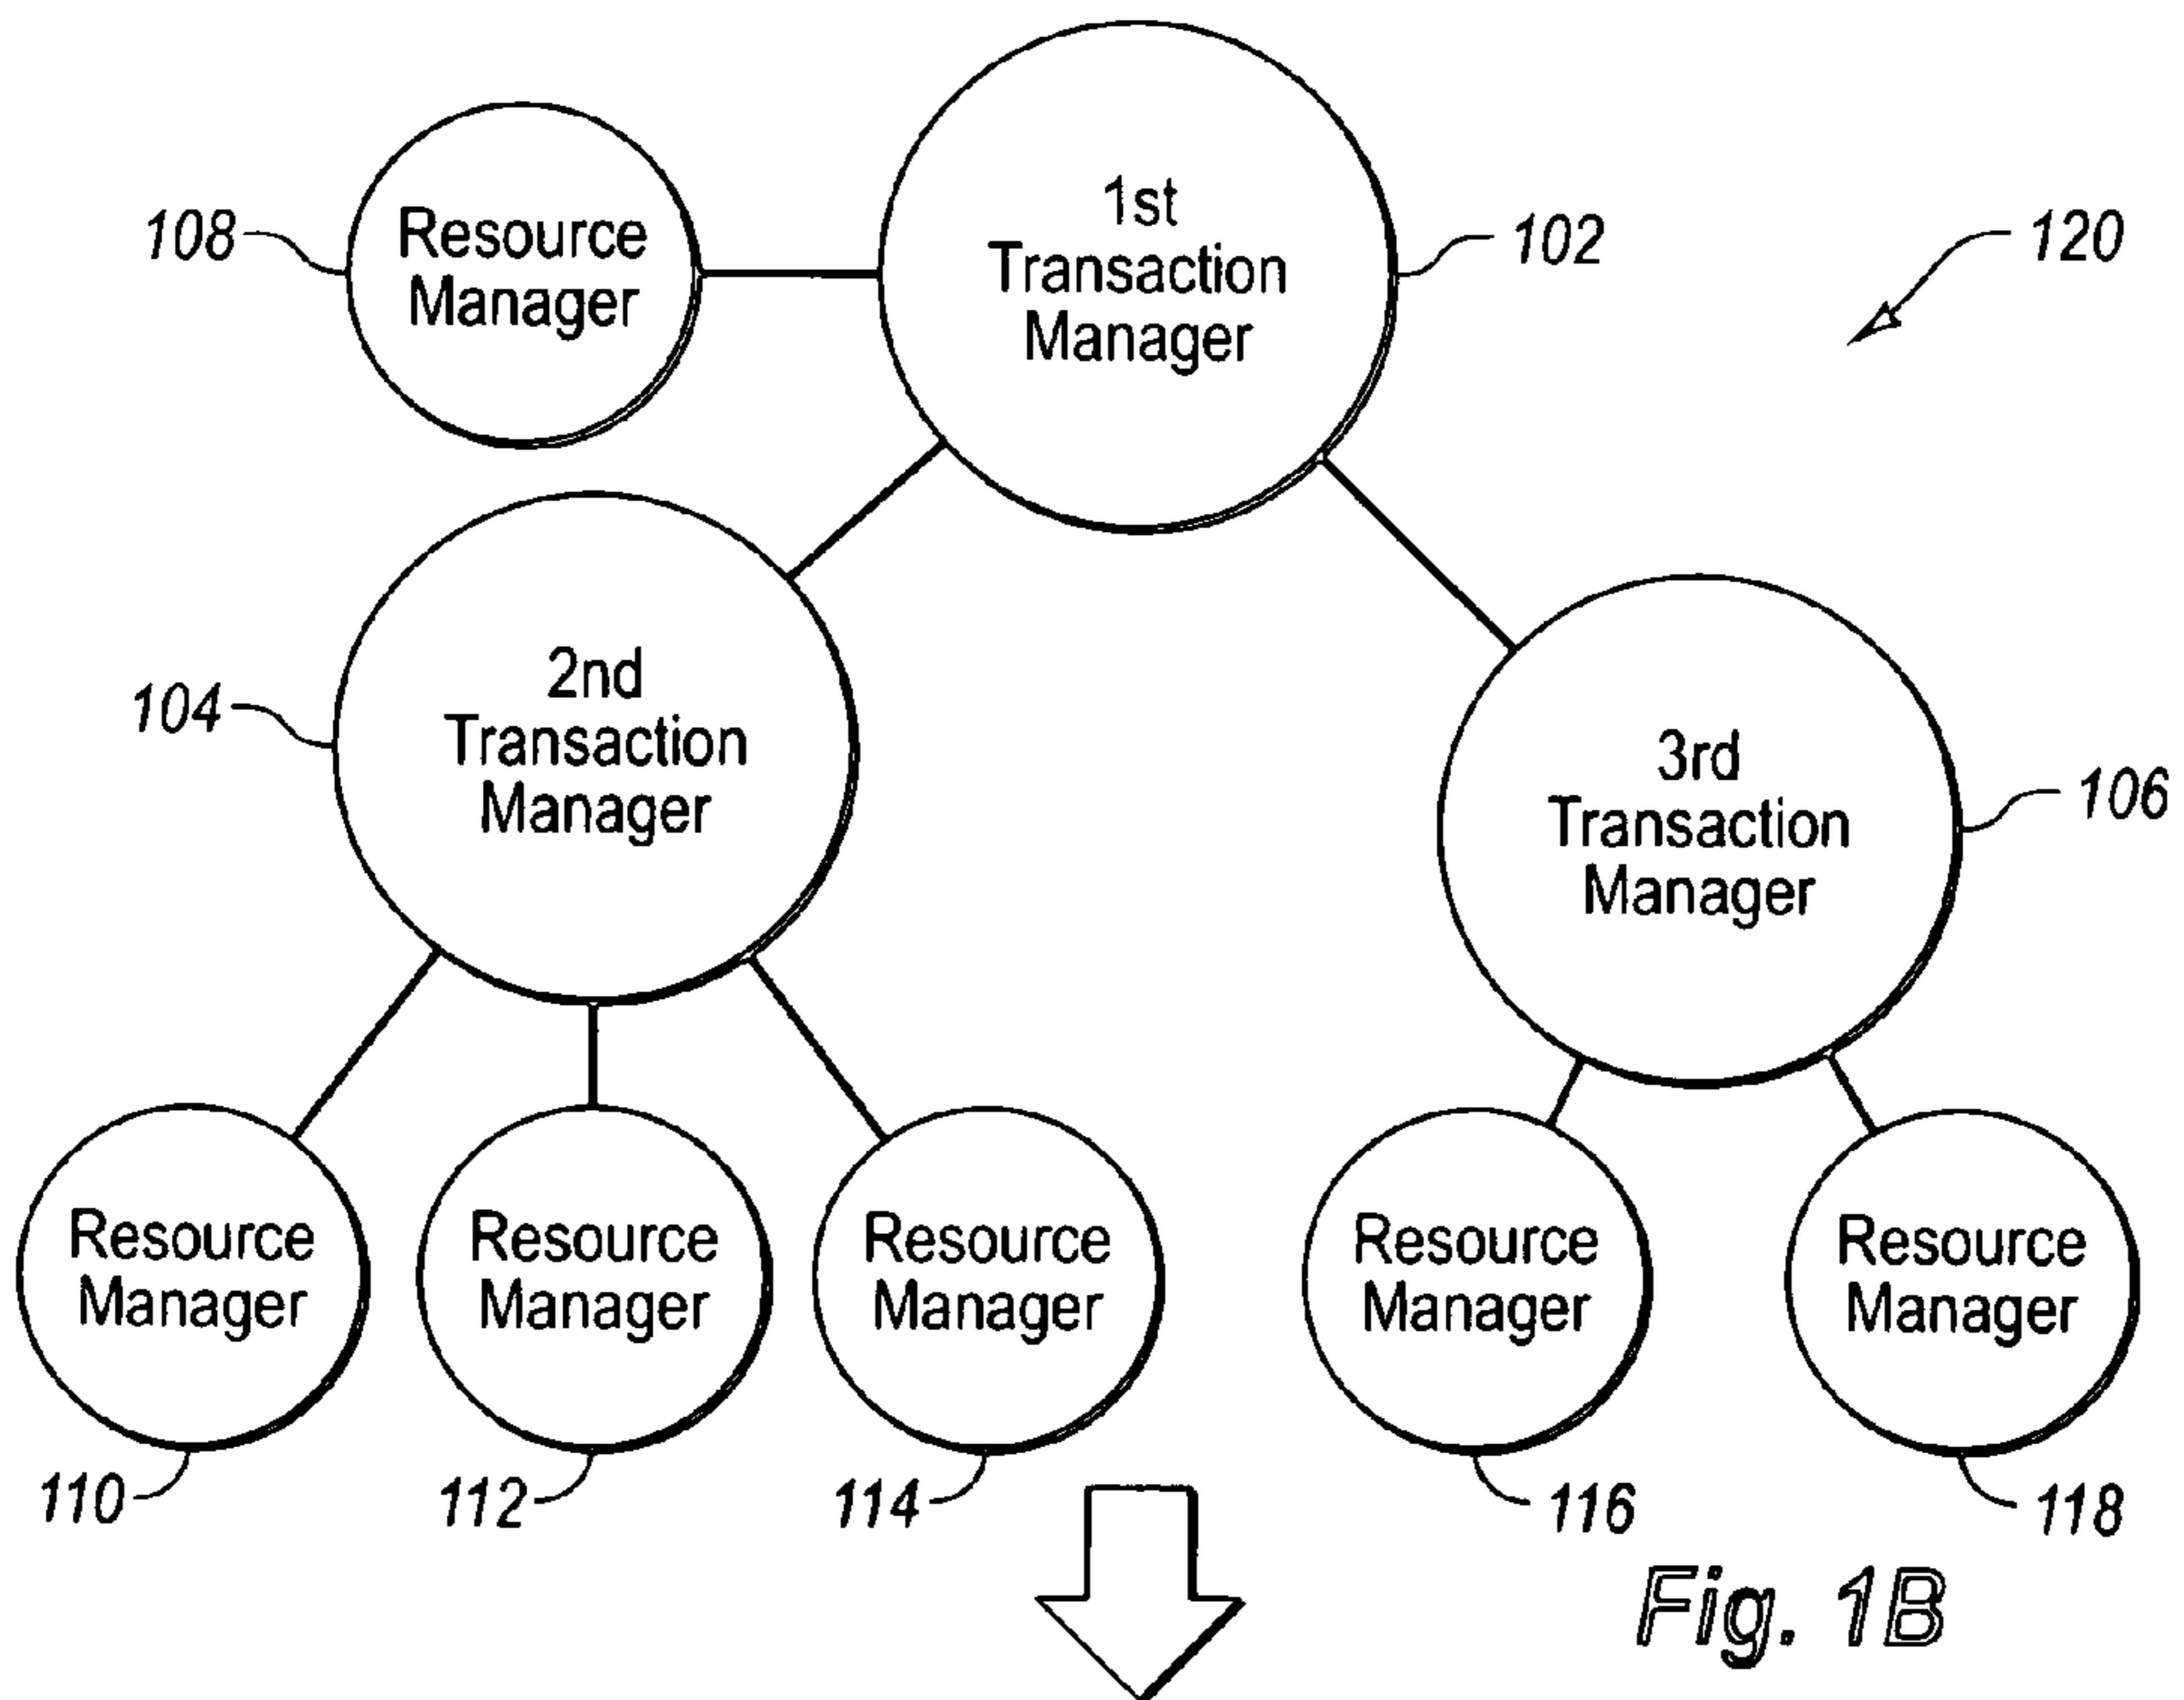 1st
Transaction
Manager
102
120
108
Resource
Manager
2nd
Transaction
Manager
104
3rd
Transaction
Manager
106
Resource
Manager
110
Resource
Manager
112
Resource
Manager
114
Resource
Manager
116
Resource
Manager
118
Fig. 1B